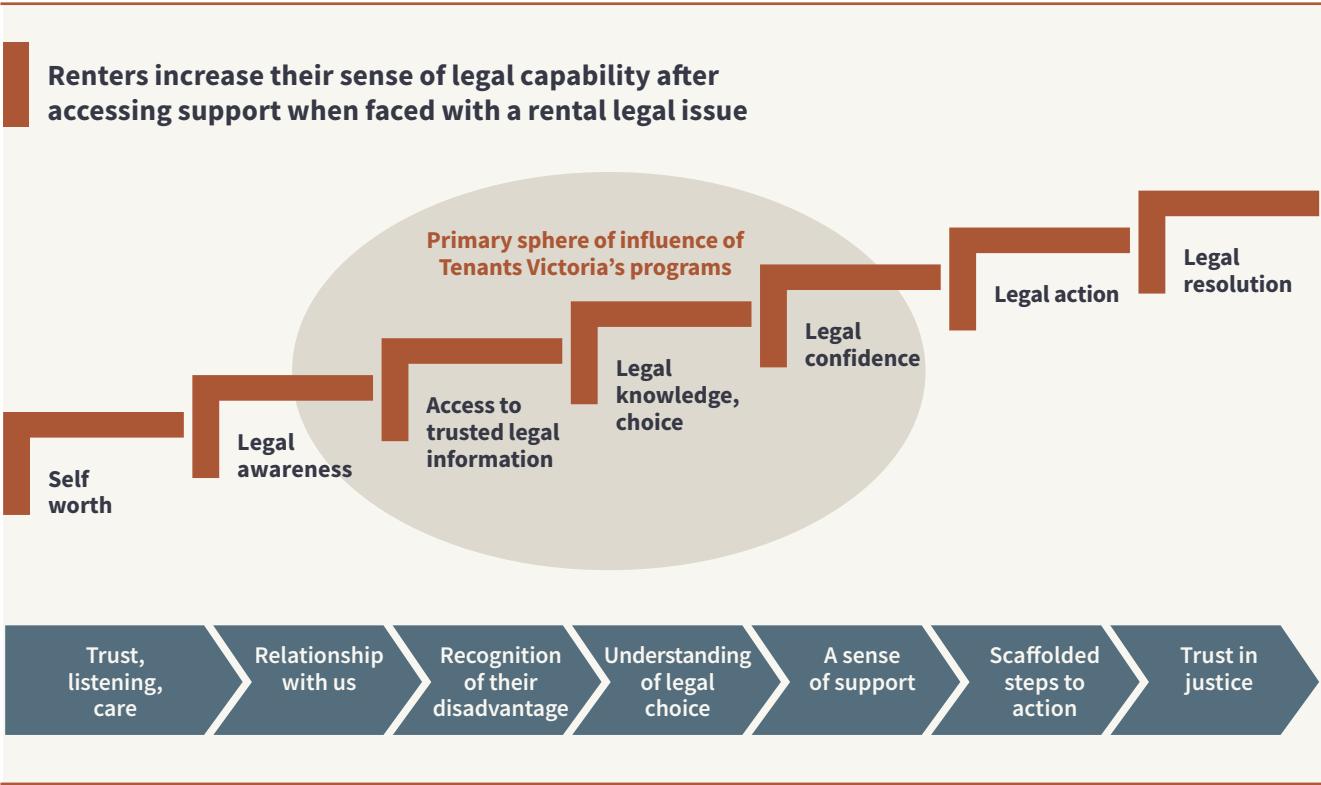 Renters increase their sense of legal capability after
accessing support when faced with a rental legal issue
Primary sphere of influence of
Tenants Victoria’s programs
Self
worth
Legal
awareness
Access to
trusted legal
information
Legal
knowledge,
choice
Legal
confidence
Legal action
Legal
resolution
Trust,
listening,
care
Relationship
with us
Recognition
of their
disadvantage
Understanding
of legal
choice
A sense
of support
Scaffolded
steps to
action
Trust in
justice